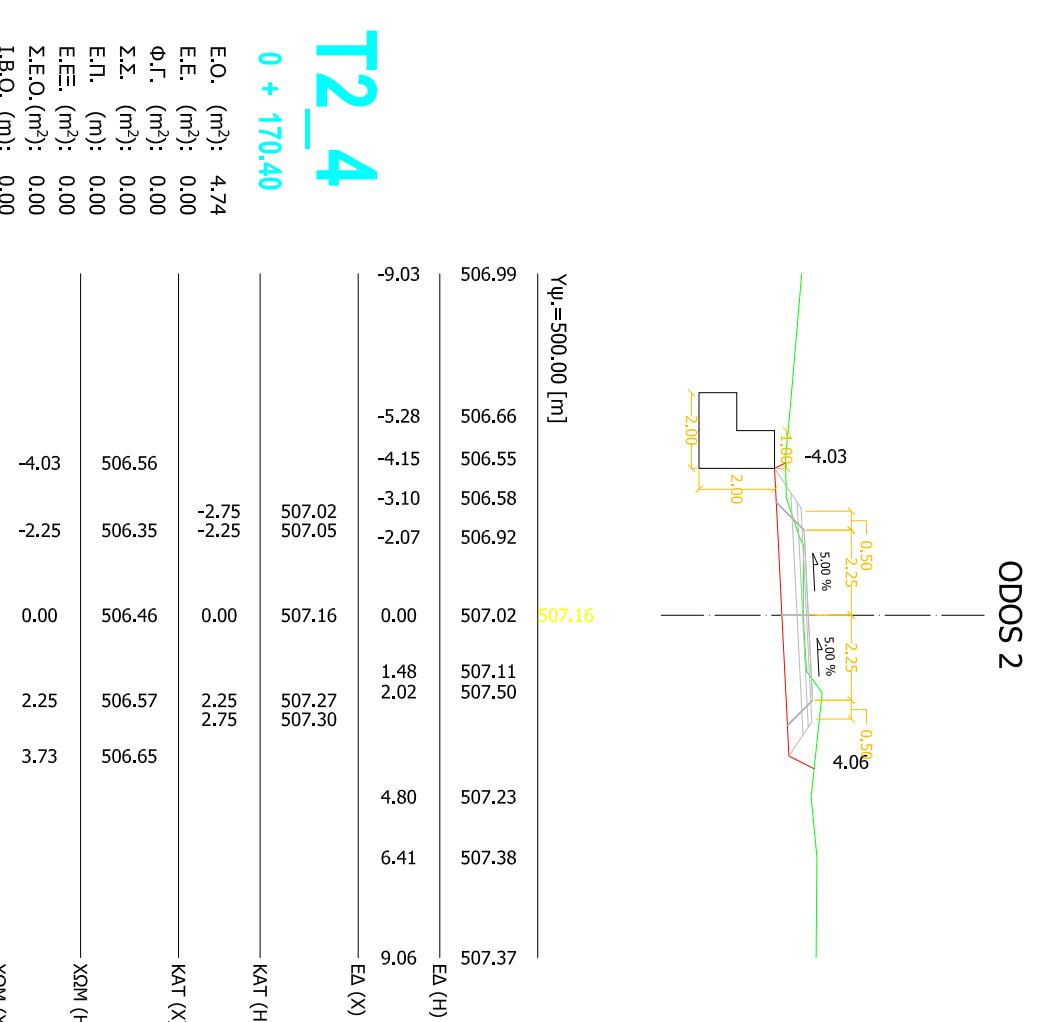 ODOS 2
-4.03
4.06
2.00
2.00
1.00
0.50
2.25
2.25
0.50
5.00 %
5.00 %
507.16
Υψ.=500.00 [m]
T2_4
0 + 170.40
Ε.Ο. (m²): 4.74
Ε.Ε. (m²): 0.00
Φ.Γ. (m²): 0.00
Σ.Σ. (m²): 0.00
Ε.Π. (m): 0.00
Ε.ΕΞ. (m²): 0.00
Σ.Ε.Ο.(m²): 0.00
Ι.Β.Ο. (m): 0.00
506.99 506.66 506.55 506.58 506.92 507.02 507.11 507.50 507.23 507.38 507.37 ΕΔ (Η)
-9.03 -5.28 -4.15 -3.10 -2.07 0.00 1.48 2.02 4.80 6.41 9.06 ΕΔ (Χ)
507.02 507.05 507.16 507.27 507.30 ΚΑΤ (Η
-2.75 -2.25 0.00 2.25 2.75 ΚΑΤ (Χ
506.56 506.35 506.46 506.57 506.65 ΧΩΜ (Η
-4.03 -2.25 0.00 2.25 3.73 ΧΩΜ (Χ